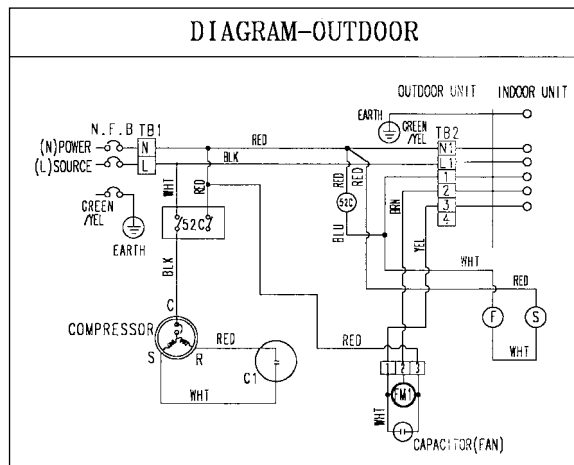 DIAGRAM-OUTDOOR
OUTDOOR UNIT
INDOOR UNIT
EARTH
GREEN
/YEL
N.F.B
TB1
TB2
(N)POWER
N
RED
N1
(L)SOURCE
L
BLK
L1
1
2
3
4
WHT
RED
RED
RED
BRN
YEL
GREEN
/YEL
EARTH
52C
52C
BLU
WHT
RED
BLK
F
S
WHT
C
COMPRESSOR
S
R
RED
C1
WHT
RED
1
2
3
FM1
WHT
CAPACITOR(FAN)